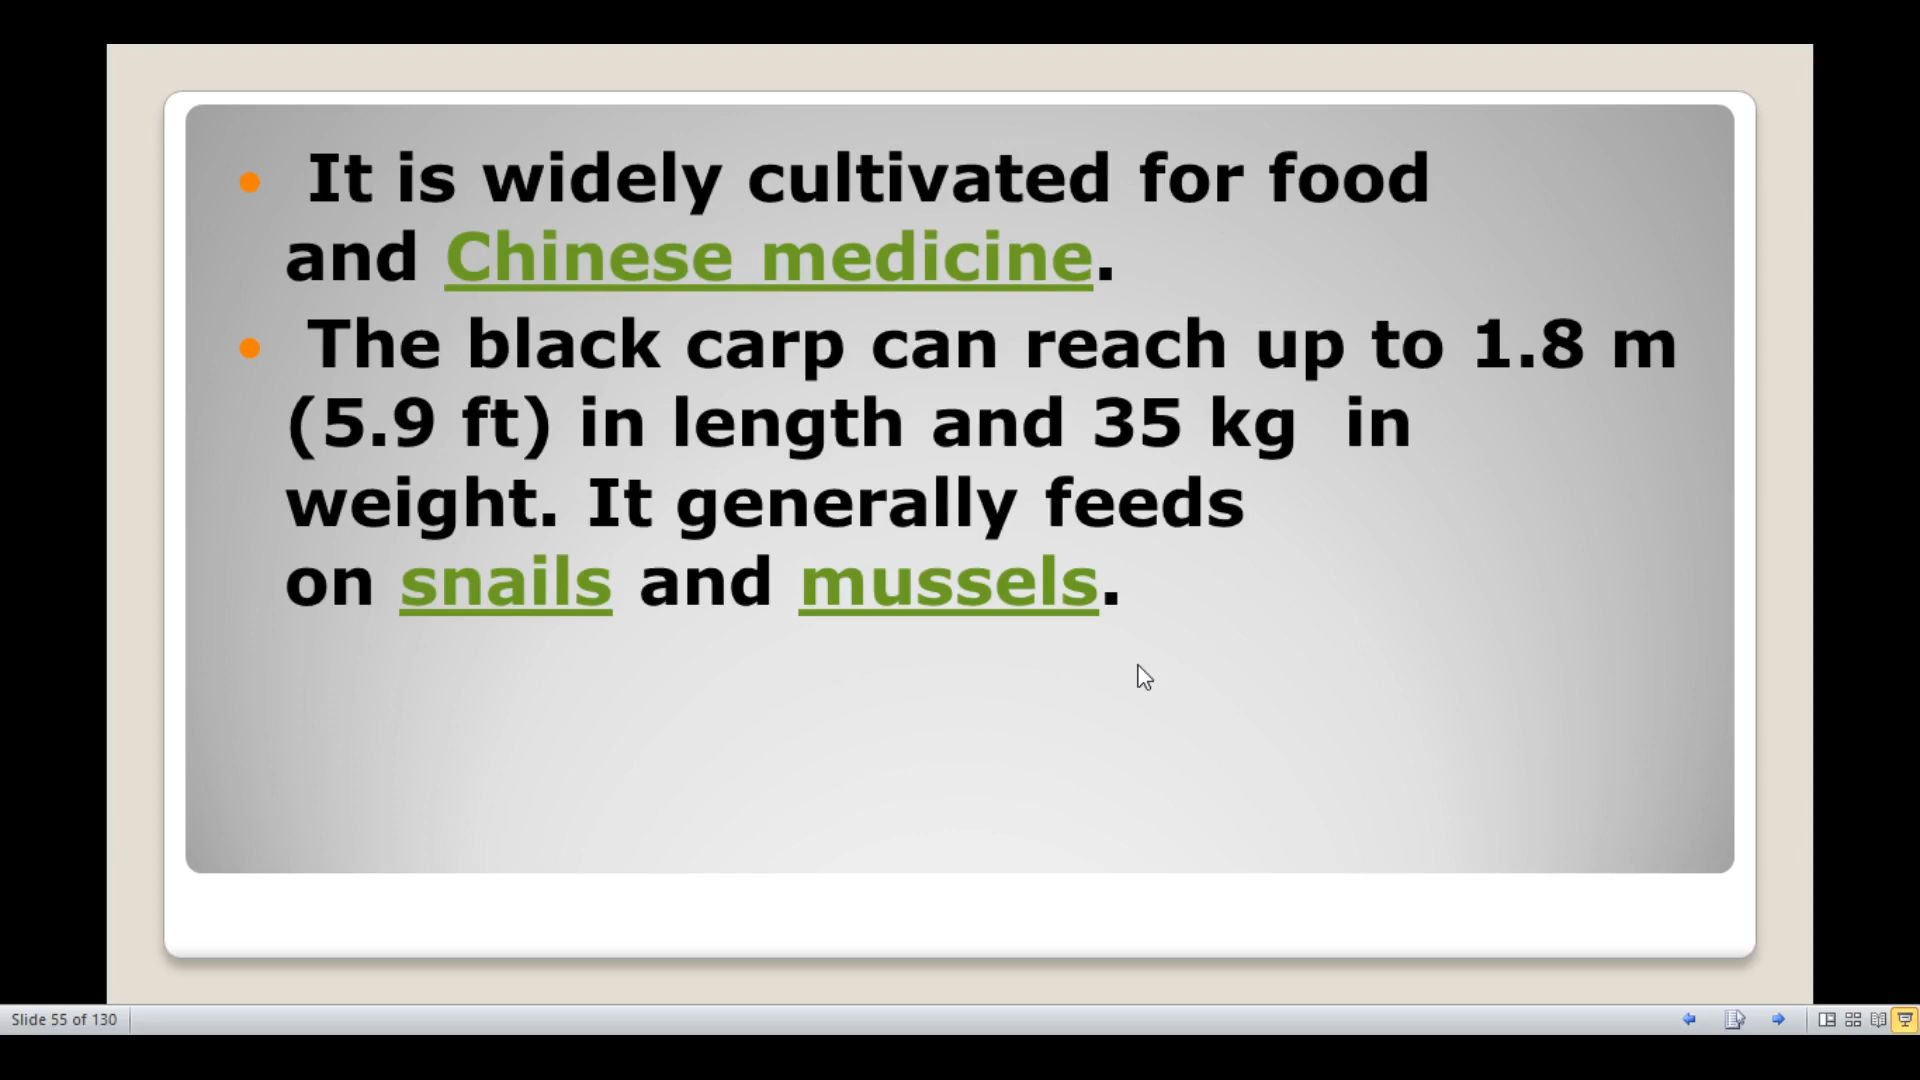 • It is widely cultivated for food
and Chinese medicine.
• The black carp can reach up to 1.8 m
(5.9 ft) in length and 35 kg  in
weight. It generally feeds
on snails and mussels.
Slide 55 of 130